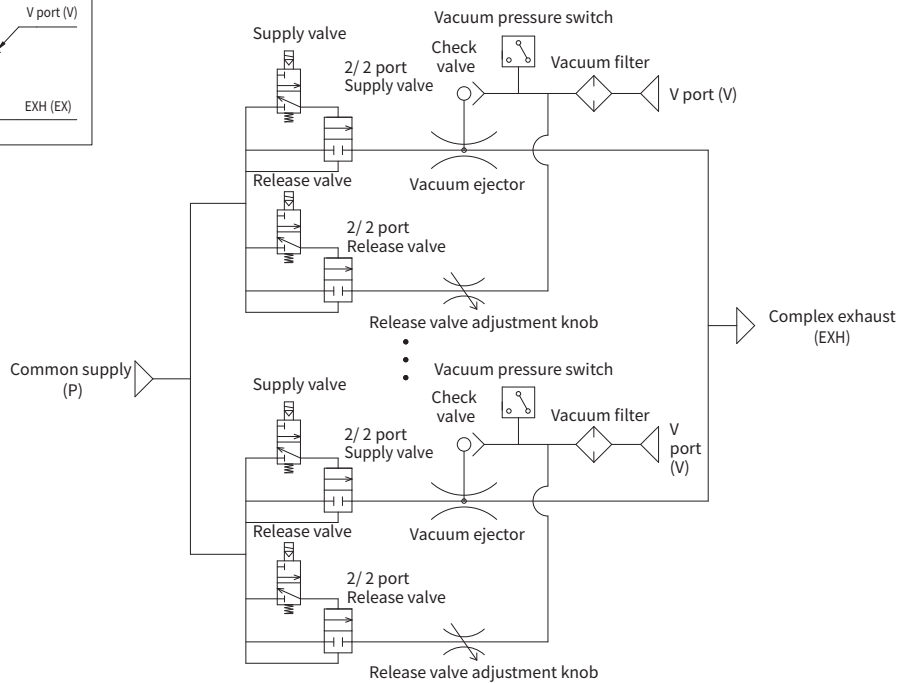 V port (V)
EXH (EX)
Vacuum pressure switch
Supply valve
Check
valve
2/ 2 port
Supply valve
Vacuum filter
V port (V)
Release valve
Vacuum ejector
2/ 2 port
Release valve
Release valve adjustment knob
Complex exhaust
(EXH)
Common supply
(P)
Vacuum pressure switch
Supply valve
Check
valve
2/ 2 port
Supply valve
Vacuum filter
V
port
(V)
Release valve
Vacuum ejector
2/ 2 port
Release valve
Release valve adjustment knob